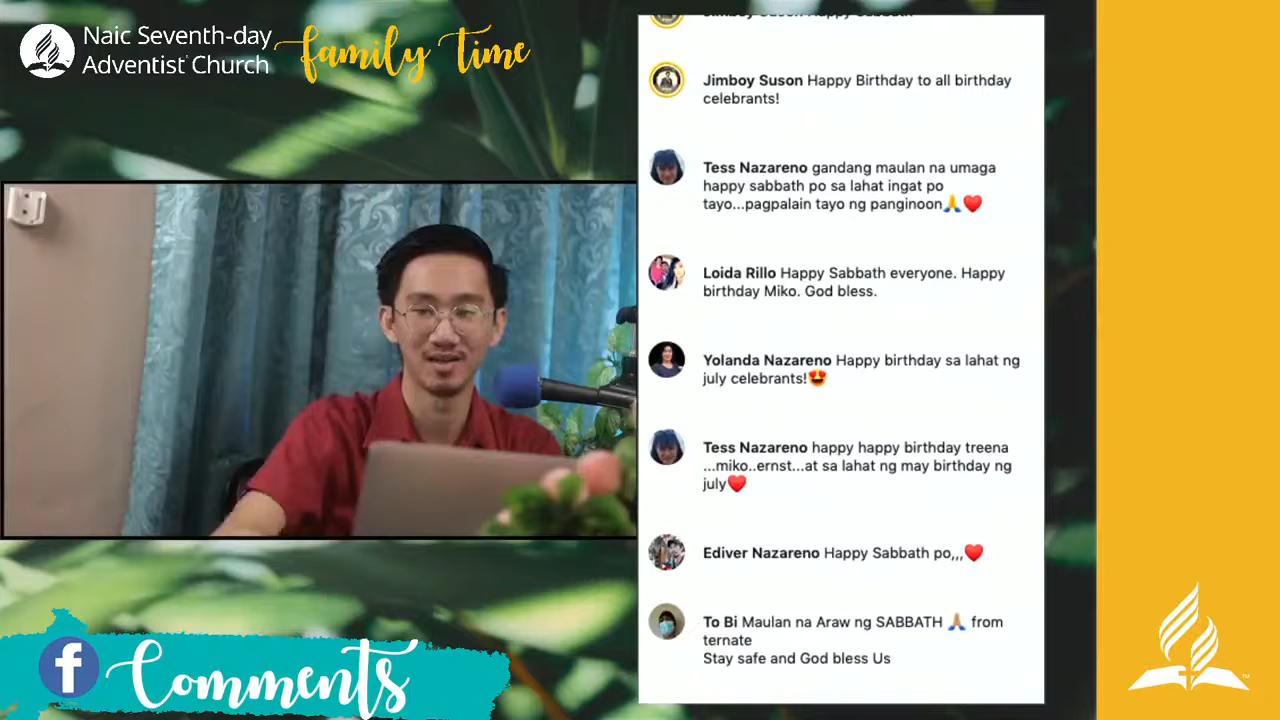 Naic Seventh-day
Adventist Church
family time
Jimboy Suson Happy Sabbath
Jimboy Suson Happy Birthday to all birthday
celebrants!
Tess Nazareno gandang maulan na umaga
happy sabbath po sa lahat ingat po
tayo...pagpalain tayo ng panginoon🙏❤️
Loida Rillo Happy Sabbath everyone. Happy
birthday Miko. God bless.
Yolanda Nazareno Happy birthday sa lahat ng
july celebrants!😍
Tess Nazareno happy happy birthday treena
...miko..ernst...at sa lahat ng may birthday ng
july❤️
Ediver Nazareno Happy Sabbath po,,,❤️
To Bi Maulan na Araw ng SABBATH 🙏🏼 from
ternate
Stay safe and God bless Us
f Comments